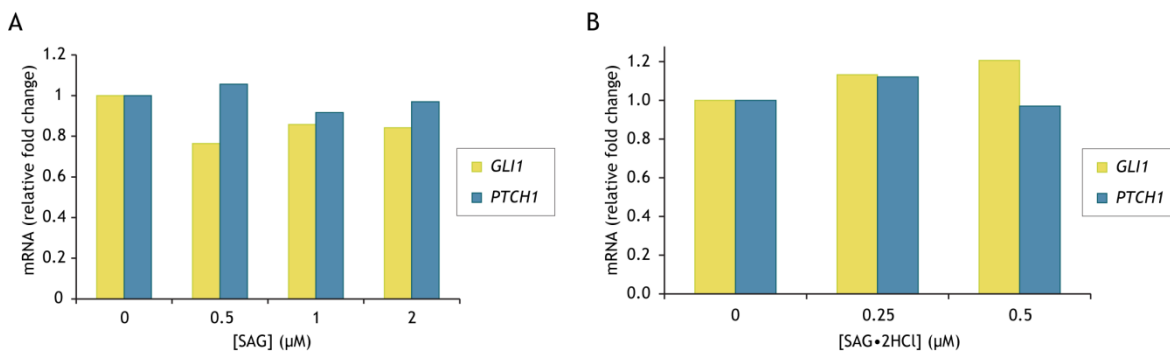 A
mRNA (relative fold change)
1.2
1
0.8
0.6
0.4
0.2
0
0 0.5 1 2
[SAG] (µM)
GLI1
PTCH1
B
mRNA (relative fold change)
1.2
1.0
0.8
0.6
0.4
0.2
0.0
0 0.25 0.5
[SAG•2HCl] (µM)
GLI1
PTCH1